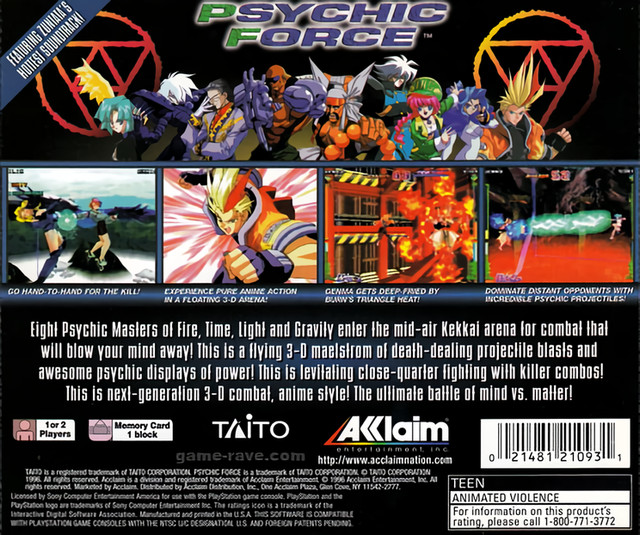 FEATURING ZUNTATA'S
HOTTEST SOUNDTRACK!
PSYCHIC
FORCE™
GO HAND-TO-HAND FOR THE KILL!
EXPERIENCE PURE ANIME ACTION
IN A FLOATING 3-D ARENA!
GENMA GETS DEEP-FRIED BY
BURN'S TRIANGLE HEAT!
52
DOMINATE DISTANT OPPONENTS WITH
INCREDIBLE PSYCHIC PROJECTILES!
Eight Psychic Masters of Fire, Time, Light and Gravity enter the mid-air Kekkai arena for combat that
will blow your mind away! This is a flying 3-D maelstrom of death-dealing projectile blasts and
awesome psychic displays of power! This is levitating close-quarter fighting with killer combos!
This is next-generation 3-D combat, anime style! The ultimate battle of mind vs. matter!
1 or 2
Players
Memory Card
1 block
TAITO
AKKlaim
entertainment, inc.
http://www.acclaimnation.com
game-rave.com
0 21481 21093 1
TAITO is a registered trademark of TAITO CORPORATION. PSYCHIC FORCE is a trademark of TAITO CORPORATION. © TAITO CORPORATION
1996. All rights reserved. Acclaim is a division and registered trademark of Acclaim Entertainment. © 1996 Acclaim Entertainment, Inc. All
rights reserved. Marketed by Acclaim. Distributed by Acclaim Distribution, Inc., One Acclaim Plaza, Glen Cove, NY 11542-2777.
Licensed by Sony Computer Entertainment America for use with the PlayStation game console. PlayStation and the
PlayStation logo are trademarks of Sony Computer Entertainment Inc. The ratings icon is a trademark of the
Interactive Digital Software Association. Manufactured and printed in the U.S.A. THIS SOFTWARE IS COMPATIBLE
WITH PLAYSTATION GAME CONSOLES WITH THE NTSC U/C DESIGNATION. U.S. AND FOREIGN PATENTS PENDING.
TEEN
ANIMATED VIOLENCE
For information on this product's
rating, please call 1-800-771-3772